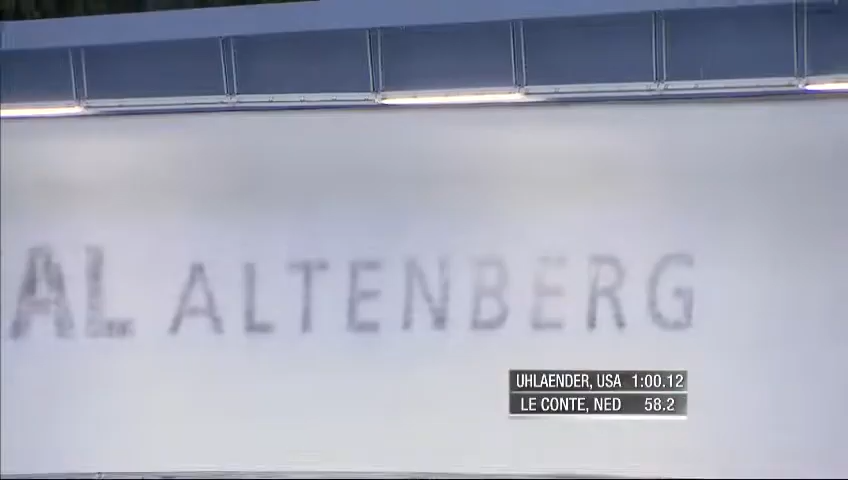 AL ALTENBERG
UHLAENDER, USA 1:00.12
LE CONTE, NED 58.2